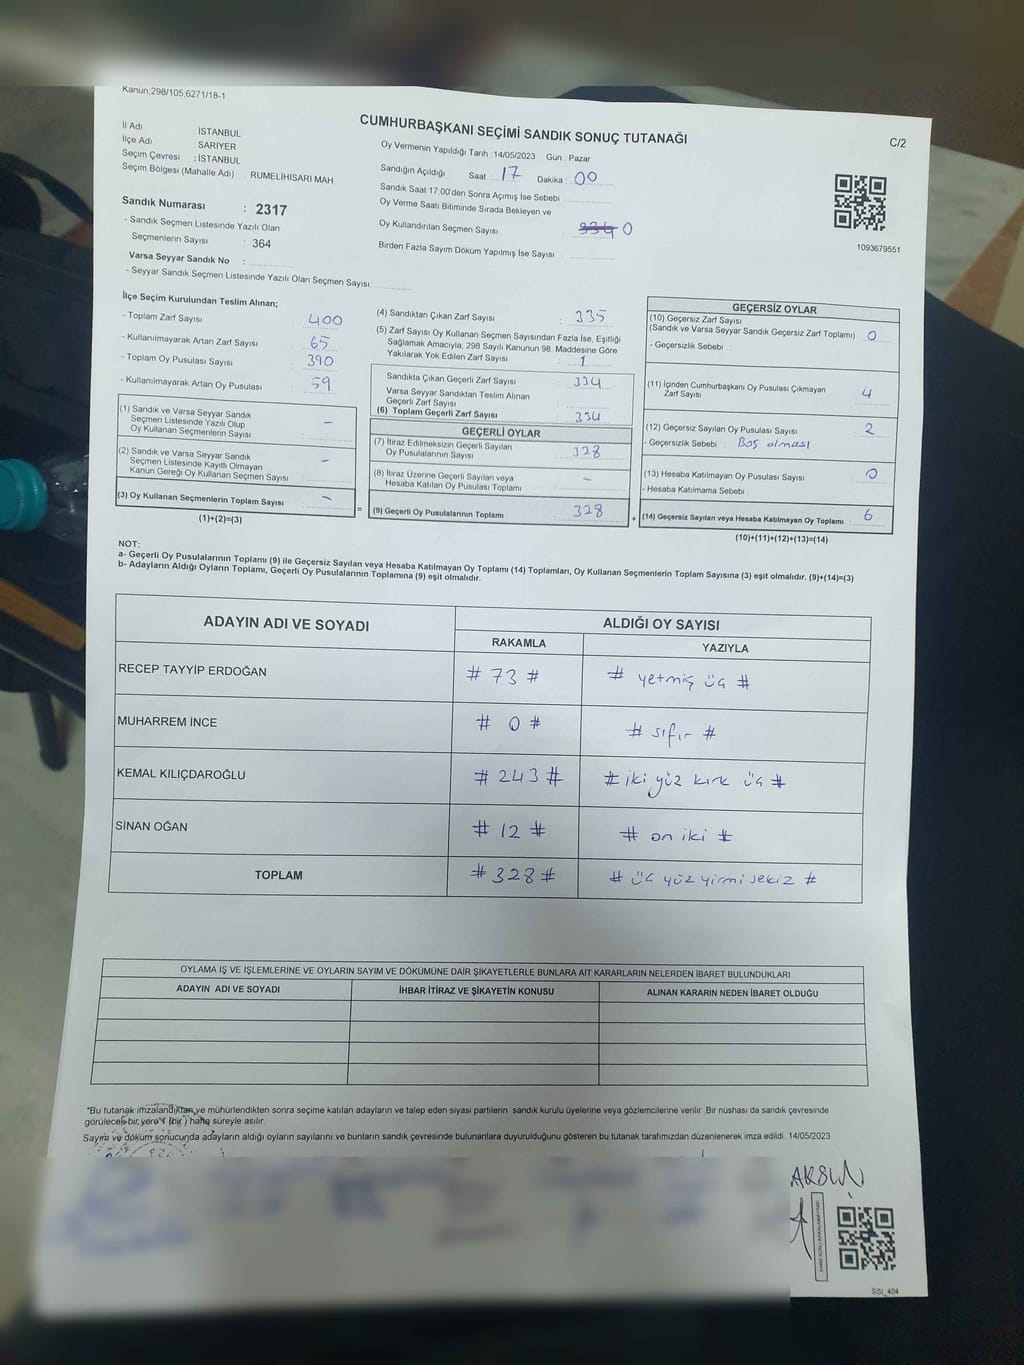 Kanun;298/105;6271/18-1
CUMHURBAŞKANI SEÇİMİ SANDIK SONUÇ TUTANAĞI
C/2
İl Adı İSTANBUL
İlçe Adı SARIYER
Seçim Çevresi : İSTANBUL
Seçim Bölgesi (Mahalle Adı) RUMELİHİSARI MAH
Sandık Numarası : 2317
- Sandık Seçmen Listesinde Yazılı Olan
Seçmenlerin Sayısı : 364
Varsa Seyyar Sandık No :
- Seyyar Sandık Seçmen Listesinde Yazılı Olan Seçmen Sayısı:
Oy Vermenin Yapıldığı Tarih : 14/05/2023 Gün : Pazar
Sandığın Açıldığı Saat : 17 Dakika : 00
Sandık Saat 17:00'den Sonra Açımış İse Sebebi :
Oy Verme Saati Bitiminde Sırada Bekleyen ve
Oy Kullandırılan Seçmen Sayısı : 0
Birden Fazla Sayım Döküm Yapılmış İse Sayısı :
1093679551
İlçe Seçim Kurulundan Teslim Alınan;
- Toplam Zarf Sayısı : 400
- Kullanılmayarak Artan Zarf Sayısı : 65
- Toplam Oy Pusulası Sayısı : 390
- Kullanılmayarak Artan Oy Pusulası : 59
(1) Sandık ve Varsa Seyyar Sandık
Seçmen Listesinde Yazılı Olup
Oy Kullanan Seçmenlerin Sayısı : -
(2) Sandık ve Varsa Seyyar Sandık
Seçmen Listesinde Kayıtlı Olmayan
Kanun Gereği Oy Kullanan Seçmen Sayısı : -
(3) Oy Kullanan Seçmenlerin Toplam Sayısı : -
(1)+(2)=(3)
=
(4) Sandıktan Çıkan Zarf Sayısı : 335
(5) Zarf Sayısı Oy Kullanan Seçmen Sayısından Fazla İse, Eşitliği
Sağlamak Amacıyla, 298 Sayılı Kanunun 98. Maddesine Göre
Yakılarak Yok Edilen Zarf Sayısı : 1
Sandıkta Çıkan Geçerli Zarf Sayısı : 334
Varsa Seyyar Sandıktan Teslim Alınan
Geçerli Zarf Sayısı :
(6) Toplam Geçerli Zarf Sayısı : 334
GEÇERLİ OYLAR
(7) İtiraz Edilmeksizin Geçerli Sayılan
Oy Pusulalarının Sayısı : 328
(8) İtiraz Üzerine Geçerli Sayılan veya
Hesaba Katılan Oy Pusulası Toplamı : -
(9) Geçerli Oy Pusulalarının Toplamı : 328
+
GEÇERSİZ OYLAR
(10) Geçersiz Zarf Sayısı
(Sandık ve Varsa Seyyar Sandık Geçersiz Zarf Toplamı) : 0
- Geçersizlik Sebebi :
(11) İçinden Cumhurbaşkanı Oy Pusulası Çıkmayan
Zarf Sayısı : 4
(12) Geçersiz Sayılan Oy Pusulası Sayısı : 2
- Geçersizlik Sebebi : Boş olması
(13) Hesaba Katılmayan Oy Pusulası Sayısı : 0
- Hesaba Katılmama Sebebi :
(14) Geçersiz Sayılan veya Hesaba Katılmayan Oy Toplamı : 6
(10)+(11)+(12)+(13)=(14)
NOT:
a- Geçerli Oy Pusulalarının Toplamı (9) ile Geçersiz Sayılan veya Hesaba Katılmayan Oy Toplamı (14) Toplamları, Oy Kullanan Seçmenlerin Toplam Sayısına (3) eşit olmalıdır. (9)+(14)=(3)
b- Adayların Aldığı Oyların Toplamı, Geçerli Oy Pusulalarının Toplamına (9) eşit olmalıdır.
ADAYIN ADI VE SOYADI ALDIĞI OY SAYISI
RAKAMLA YAZIYLA
RECEP TAYYİP ERDOĞAN # 73 # # yetmiş üç #
MUHARREM İNCE # 0 # # sıfır #
KEMAL KILIÇDAROĞLU # 243 # # iki yüz kırk üç #
SİNAN OĞAN # 12 # # on iki #
TOPLAM # 328 # # üç yüz yirmi sekiz #
OYLAMA İŞ VE İŞLEMLERİNE VE OYLARIN SAYIM VE DÖKÜMÜNE DAİR ŞİKAYETLERLE BUNLARA AİT KARARLARIN NELERDEN İBARET BULUNDUKLARI
ADAYIN ADI VE SOYADI İHBAR İTİRAZ VE ŞİKAYETİN KONUSU ALINAN KARARIN NEDEN İBARET OLDUĞU
*Bu tutanak imzalandıktan ve mühürlendikten sonra seçime katılan adayların ve talep eden siyasi partilerin sandık kurulu üyelerine veya gözlemcilerine verilir. Bir nüshası da sandık çevresinde
görülecek bir yere 1 (bir) hafta süreyle asılır
Sayım ve döküm sonucunda adayların aldığı oyların sayılarını ve bunların sandık çevresinde bulunanlara duyurulduğunu gösteren bu tutanak tarafımızdan düzenlenerek imza edildi. 14/05/2023
SSI_404